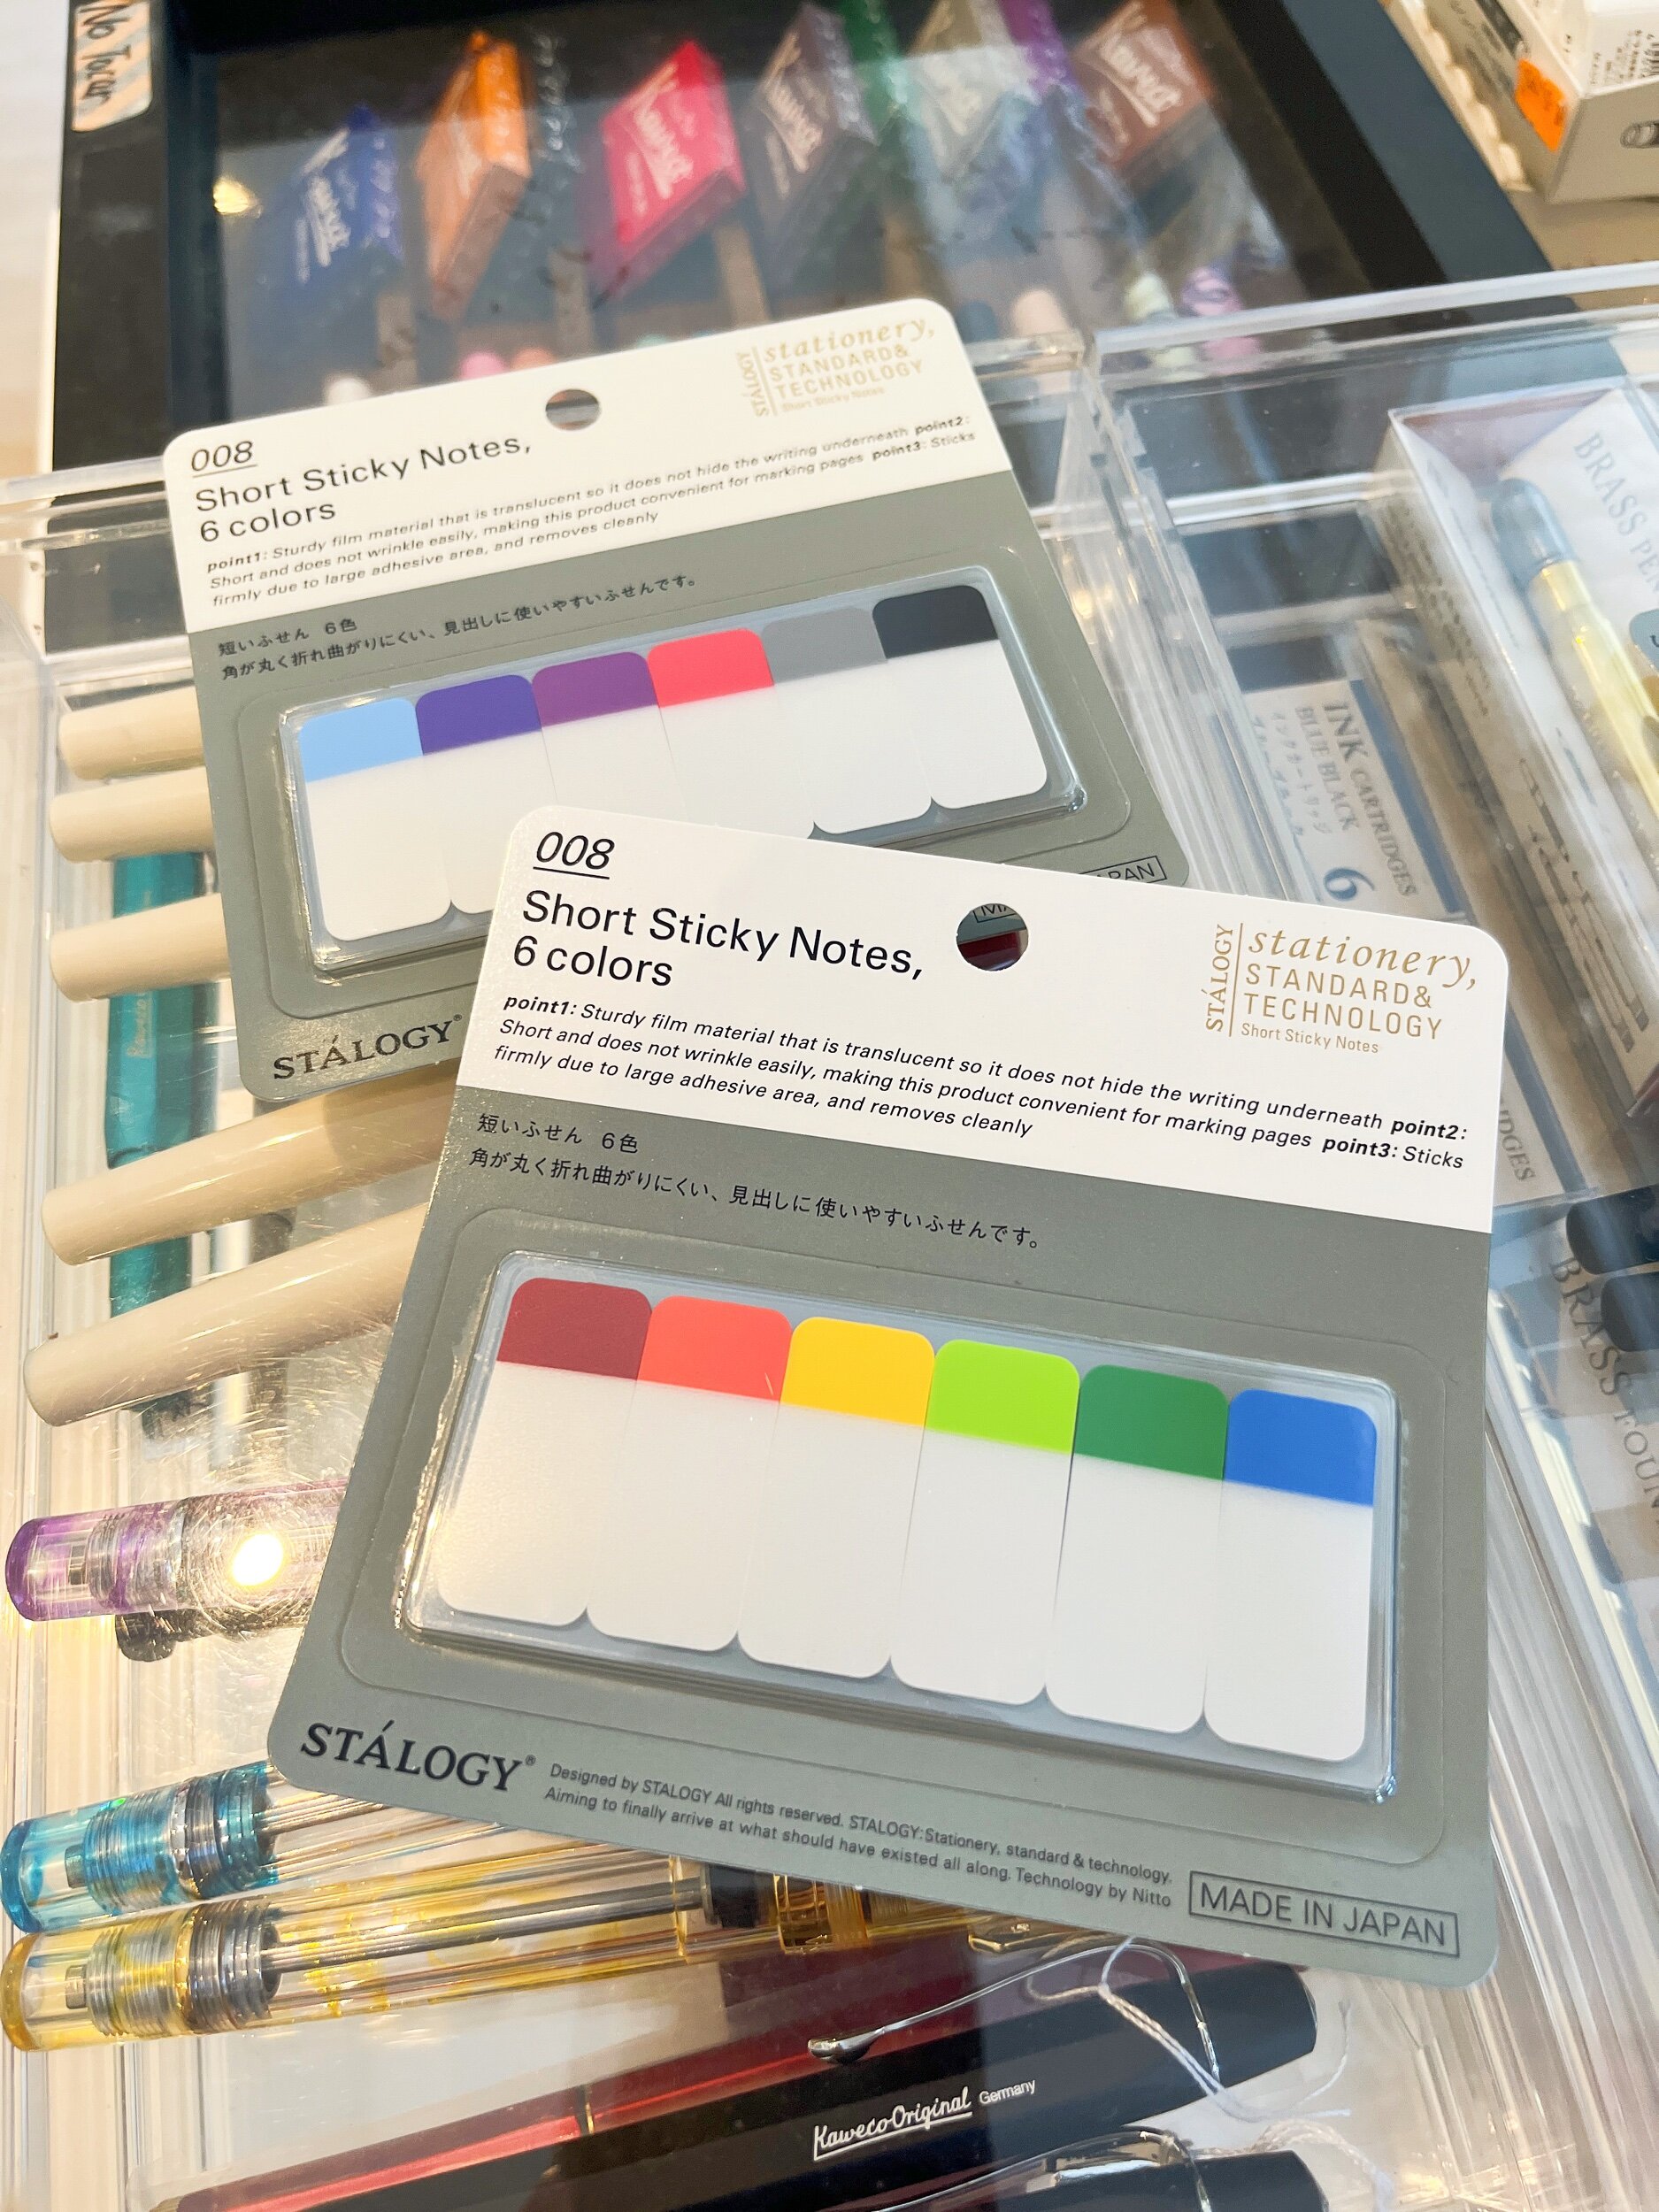 No Tocar
Kaweco
Kaweco
Kaweco
Kaweco
008
Short Sticky Notes,
6 colors
STÁLOGY
stationery,
STANDARD&
TECHNOLOGY
Short Sticky Notes
point1: Sturdy film material that is translucent so it does not hide the writing underneath point2:
Short and does not wrinkle easily, making this product convenient for marking pages point3: Sticks
firmly due to large adhesive area, and removes cleanly
短いふせん 6色
角が丸く折れ曲がりにくい、見出しに使いやすいふせんです。
STÁLOGY®
PAN
BRASS PEN
INK CARTRIDGES
BLUE BLACK
6
008
Short Sticky Notes,
6 colors
STÁLOGY
stationery,
STANDARD&
TECHNOLOGY
Short Sticky Notes
point1: Sturdy film material that is translucent so it does not hide the writing underneath point2:
Short and does not wrinkle easily, making this product convenient for marking pages point3: Sticks
firmly due to large adhesive area, and removes cleanly
短いふせん 6色
角が丸く折れ曲がりにくい、見出しに使いやすいふせんです。
STÁLOGY®
Designed by STALOGY All rights reserved. STALOGY:Stationery, standard & technology.
Aiming to finally arrive at what should have existed all along. Technology by Nitto
MADE IN JAPAN
BRASS FOUN
Kaweco Original Germany